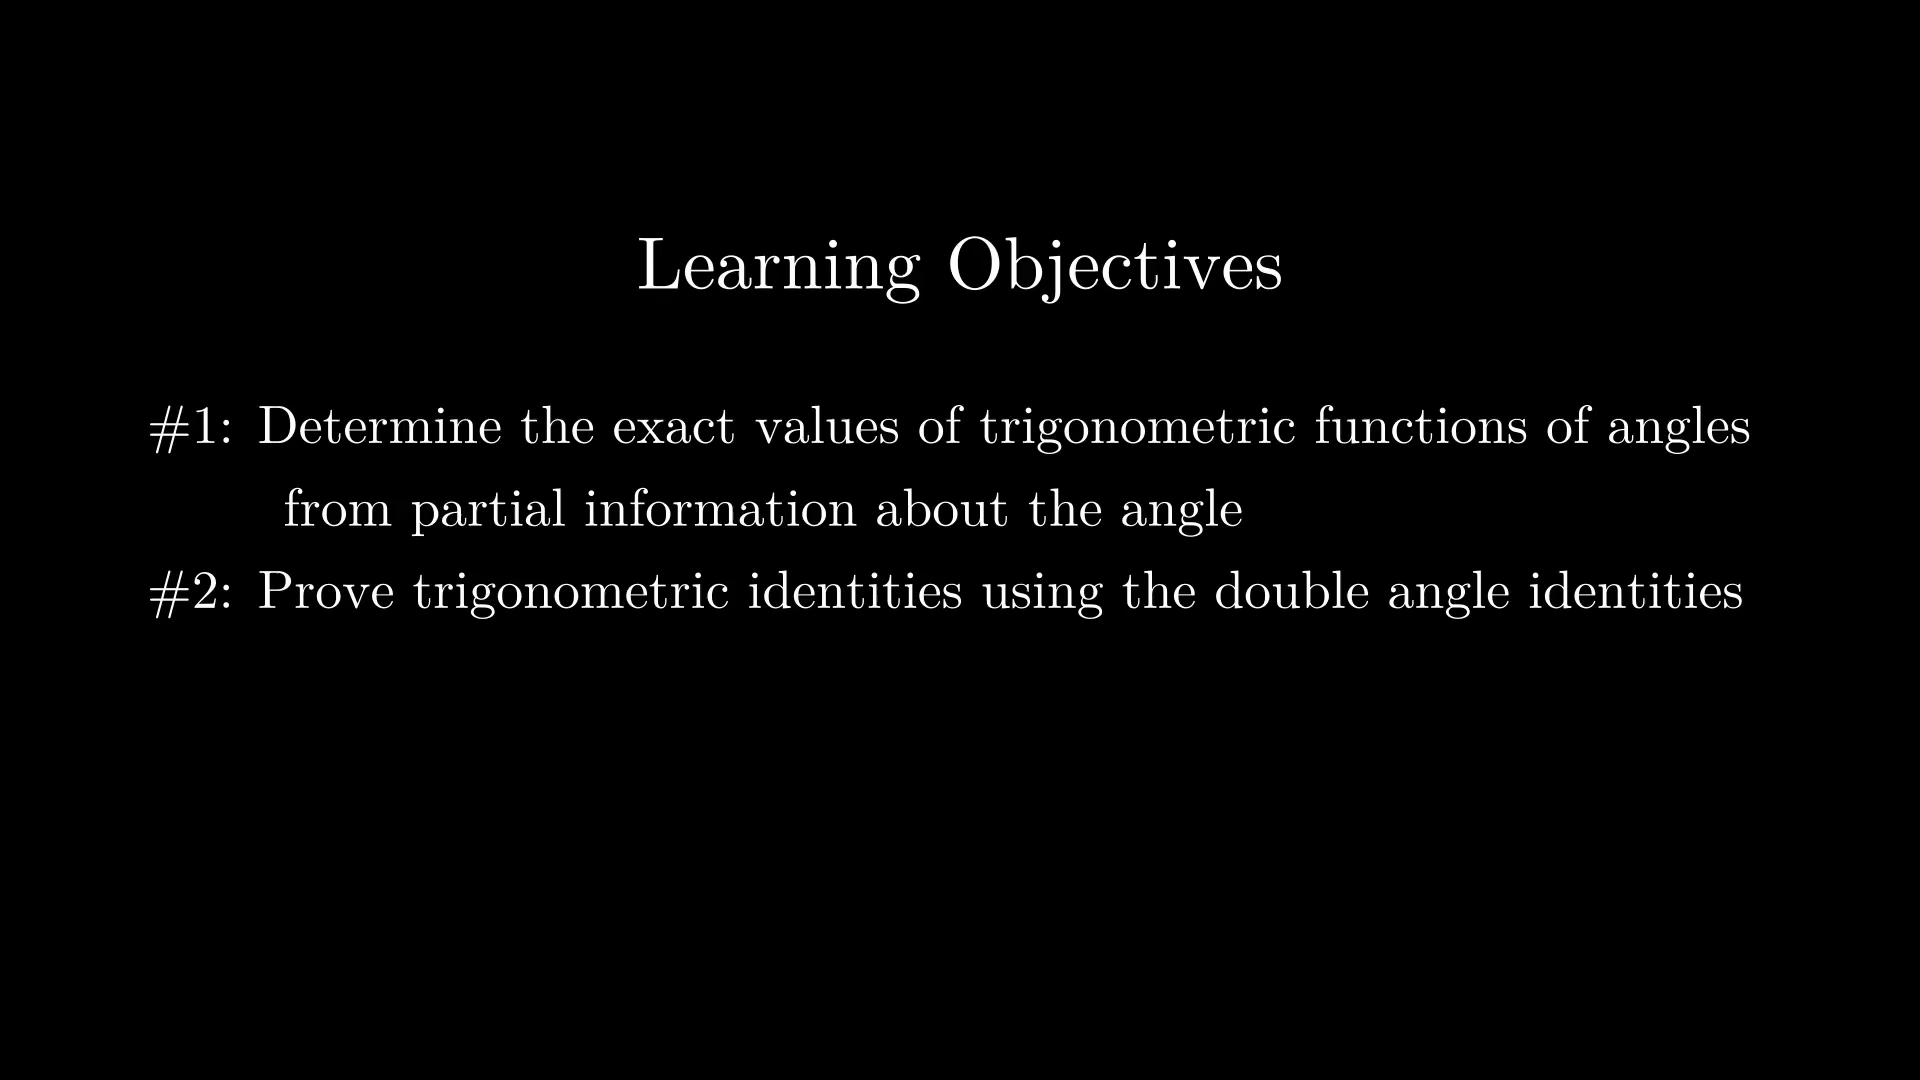 Learning Objectives
#1: Determine the exact values of trigonometric functions of angles
from partial information about the angle
#2: Prove trigonometric identities using the double angle identities